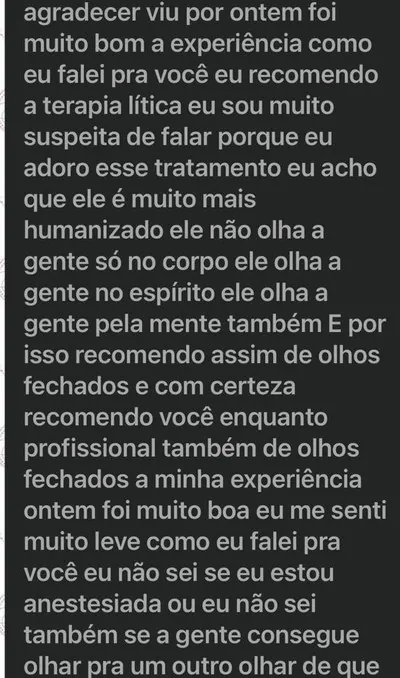 agradecer viu por ontem foi
muito bom a experiência como
eu falei pra você eu recomendo
a terapia lítica eu sou muito
suspeita de falar porque eu
adoro esse tratamento eu acho
que ele é muito mais
humanizado ele não olha a
gente só no corpo ele olha a
gente no espírito ele olha a
gente pela mente também E por
isso recomendo assim de olhos
fechados e com certeza
recomendo você enquanto
profissional também de olhos
fechados a minha experiência
ontem foi muito boa eu me senti
muito leve como eu falei pra
você eu não sei se eu estou
anestesiada ou eu não sei
também se a gente consegue
olhar pra um outro olhar de que